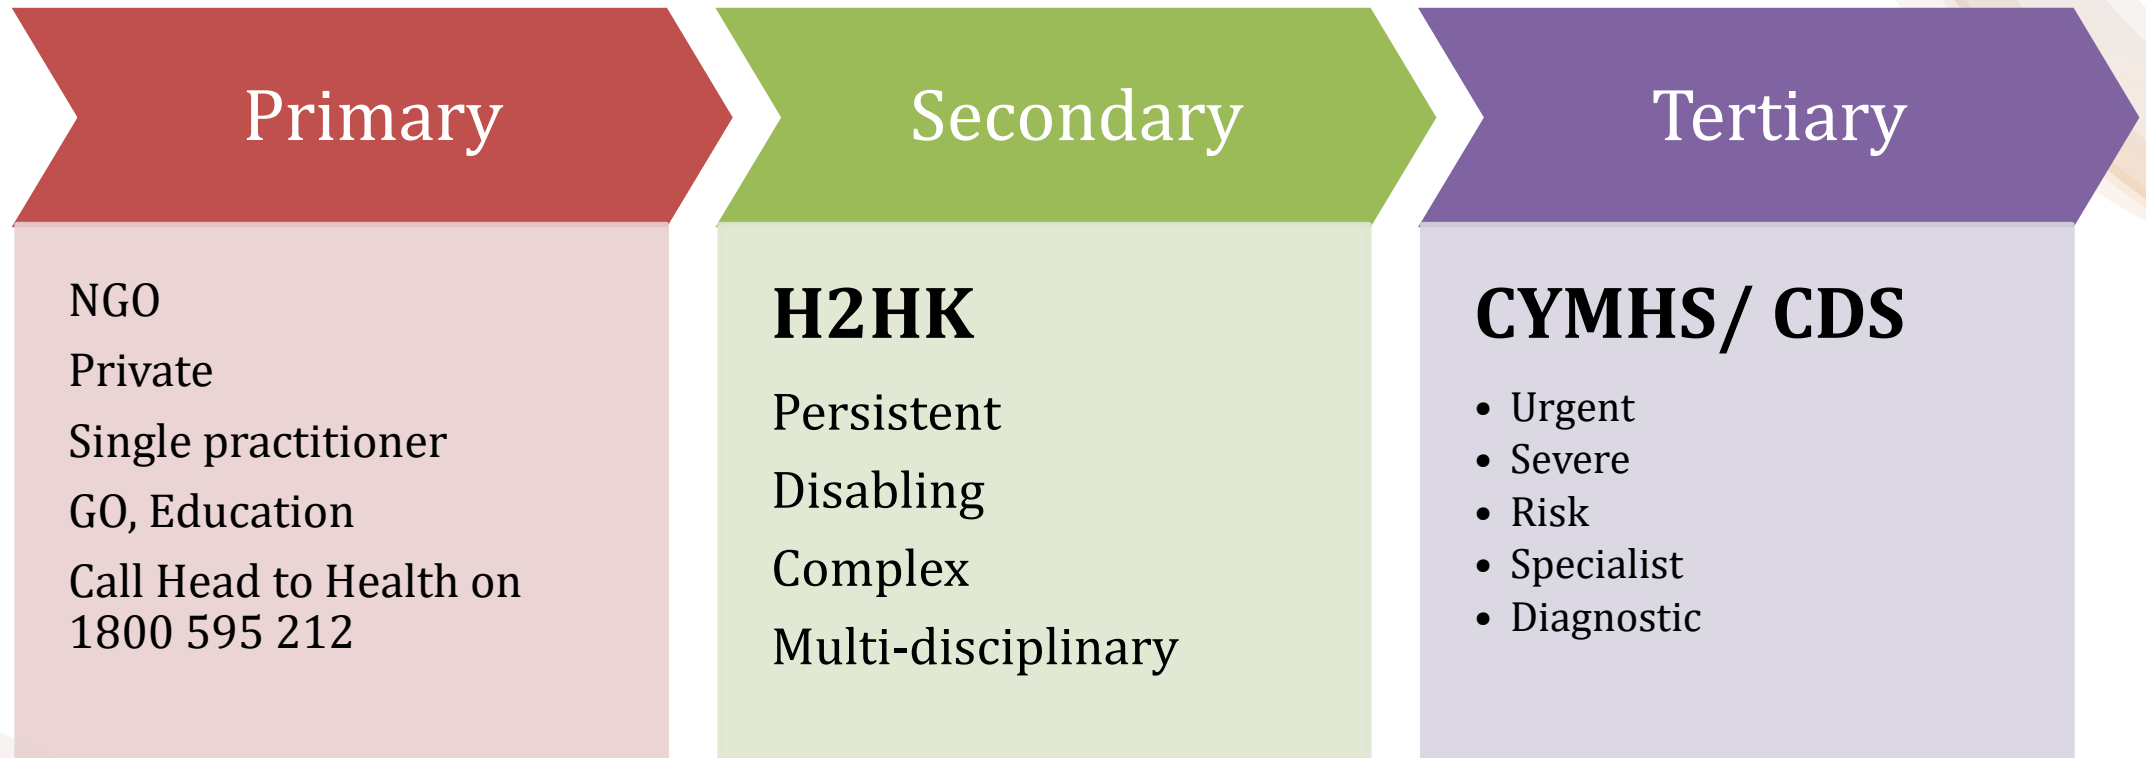 Primary
NGO
Private
Single practitioner
GO, Education
Call Head to Health on
1800 595 212
Secondary
H2HK
Persistent
Disabling
Complex
Multi-disciplinary
Tertiary
CYMHS/ CDS
• Urgent
• Severe
• Risk
• Specialist
• Diagnostic